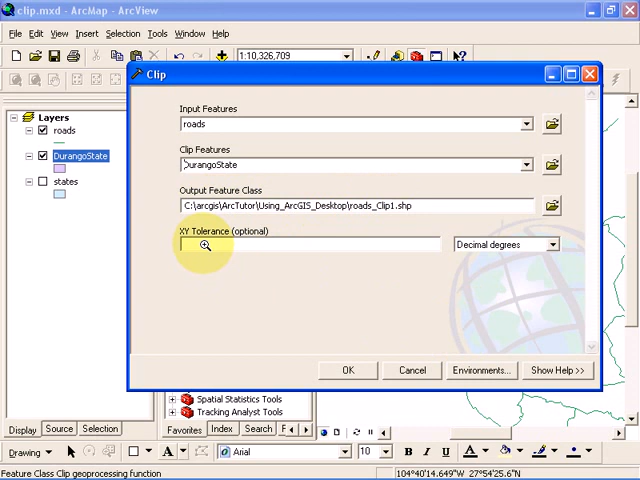 clip.mxd - ArcMap - ArcView
File Edit View Insert Selection Tools Window
1:10,326,709
Layers
roads
DurangoState
states
Clip
Input Features
roads
Clip Features
DurangoState
Output Feature Class
C:\arcgis\ArcTutor\Using_ArcGIS_Desktop\roads_Clip1.shp
XY Tolerance (optional)
Decimal degrees
OK Cancel Environments... Show Help >>
Spatial Statistics Tools
Tracking Analyst Tools
Display Source Selection Favorites Index Search
Drawing A Arial 10 B I U A
Feature Class Clip geoprocessing function 104°40'14.649"W 27°54'25.6"N